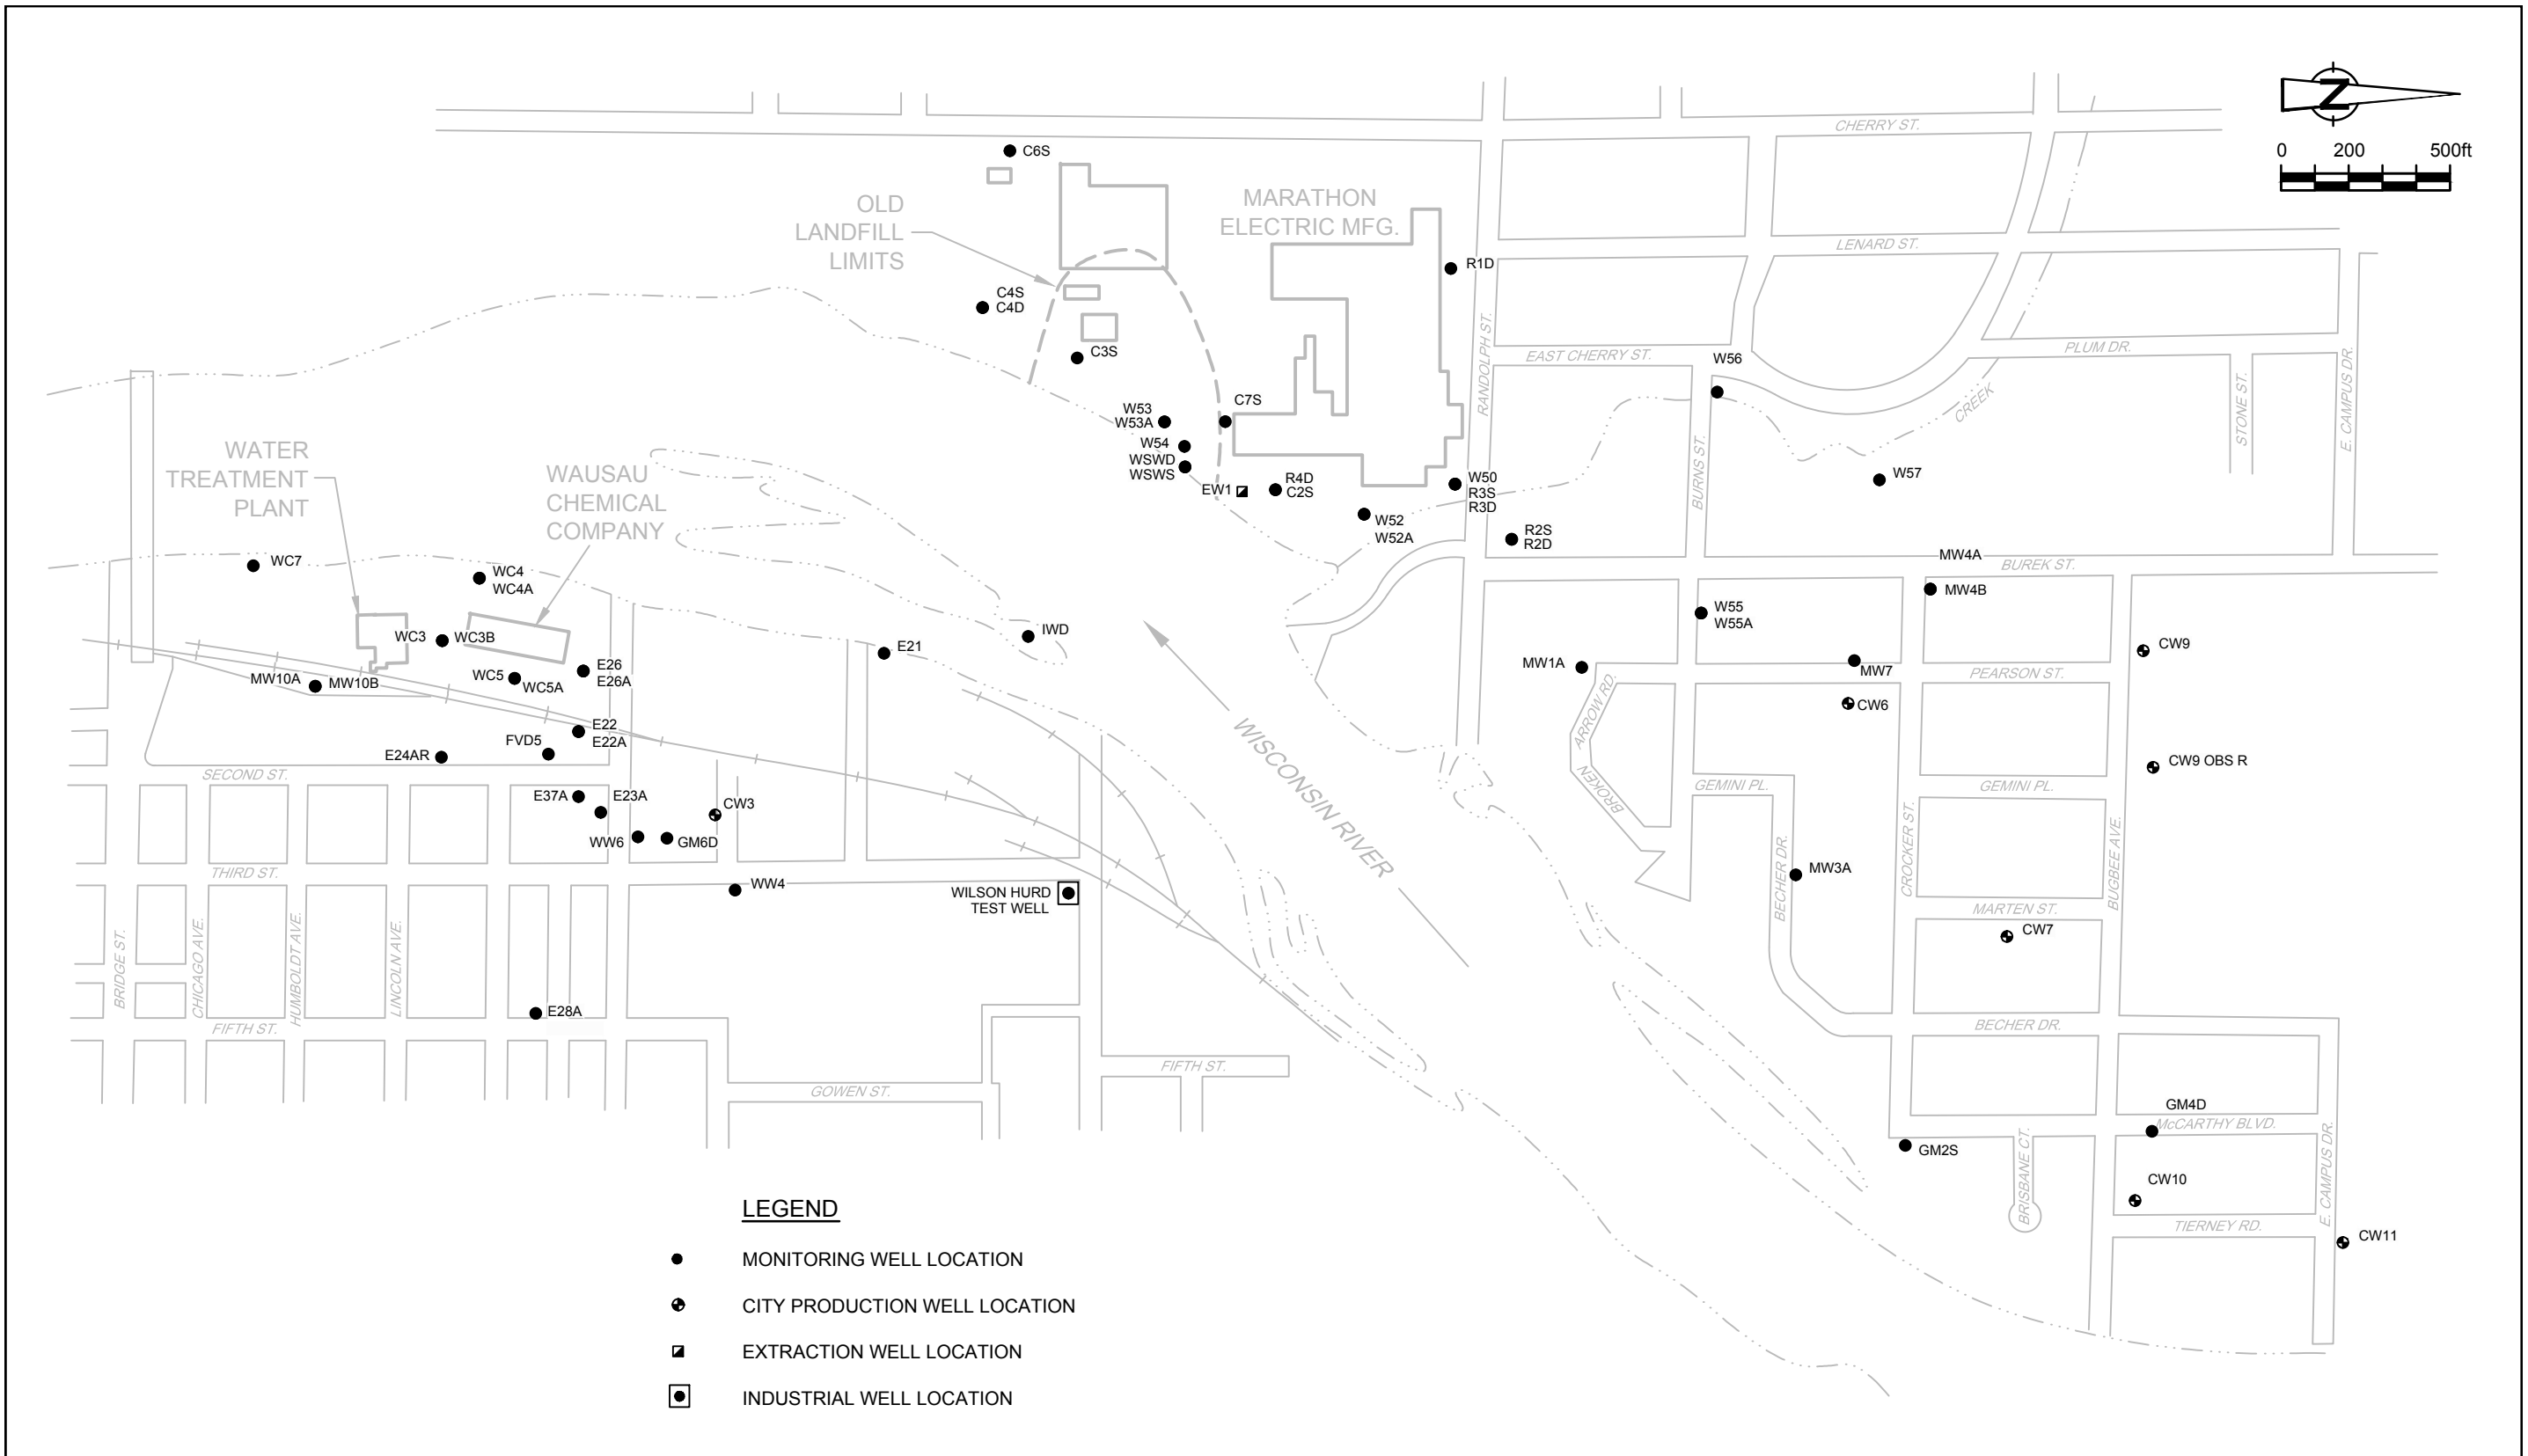 CHERRY ST.
N
0 200 500ft
C6S
OLD
LANDFILL
LIMITS
MARATHON
ELECTRIC MFG.
LENARD ST.
R1D
C4S
C4D
C3S
RANDOLPH ST.
EAST CHERRY ST.
W56
PLUM DR.
STONE ST.
E. CAMPUS DR.
CREEK
W53
W53A
C7S
W54
WSWD
WSWS
EW1
R4D
C2S
W50
R3S
R3D
BURNS ST.
W57
WATER
TREATMENT
PLANT
WAUSAU
CHEMICAL
COMPANY
W52
W52A
R2S
R2D
MW4A
BUREK ST.
MW4B
WC7
WC4
WC4A
WC3
WC3B
IWD
E21
W55
W55A
CW9
MW1A
MW7
PEARSON ST.
E26
E26A
WC5
WC5A
MW10A
MW10B
ARROW RD.
BROKEN
CW6
E22
E22A
FVD5
E24AR
SECOND ST.
CW9 OBS R
GEMINI PL.
GEMINI PL.
WISCONSIN RIVER
E37A
E23A
CW3
WW6
GM6D
THIRD ST.
WW4
WILSON HURD
TEST WELL
BECHER DR.
MW3A
CROCKER ST.
BUGBEE AVE.
MARTEN ST.
CW7
BRIDGE ST.
CHICAGO AVE.
HUMBOLDT AVE.
LINCOLN AVE.
E28A
FIFTH ST.
BECHER DR.
FIFTH ST.
GOWEN ST.
GM4D
McCARTHY BLVD.
GM2S
BRISBANE CT.
E. CAMPUS DR.
CW10
TIERNEY RD.
CW11
LEGEND
MONITORING WELL LOCATION
CITY PRODUCTION WELL LOCATION
EXTRACTION WELL LOCATION
INDUSTRIAL WELL LOCATION